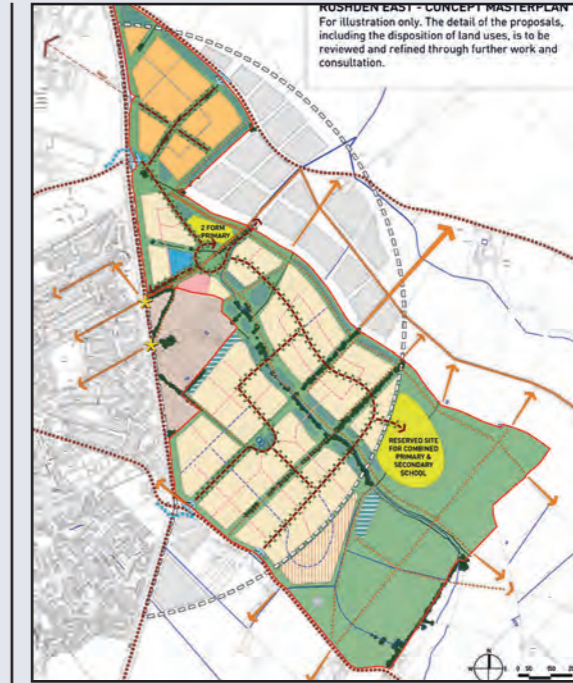 RUSHDEN EAST - CONCEPT MASTERPLAN
For illustration only. The detail of the proposals,
including the disposition of land uses, is to be
reviewed and refined through further work and
consultation.
2 FORM
PRIMARY
RESERVED SITE
FOR COMBINED
PRIMARY &
SECONDARY
SCHOOL
N
W
S
0 50 150